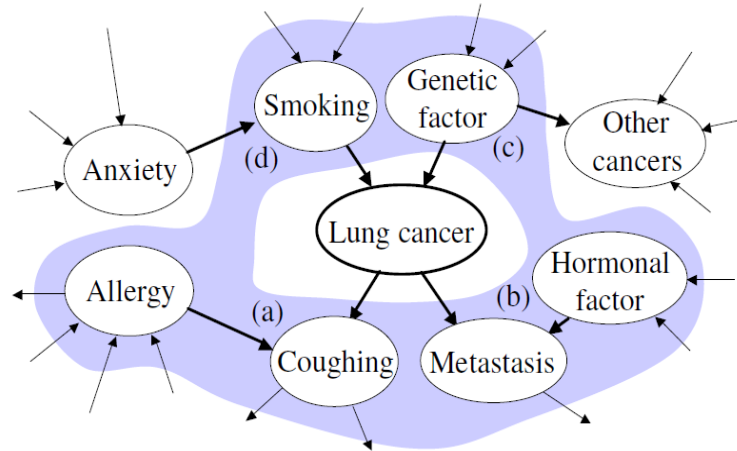 Smoking
Genetic
factor
Other
cancers
(d)
(c)
Anxiety
Lung cancer
Hormonal
factor
Allergy
(a)
(b)
Coughing
Metastasis